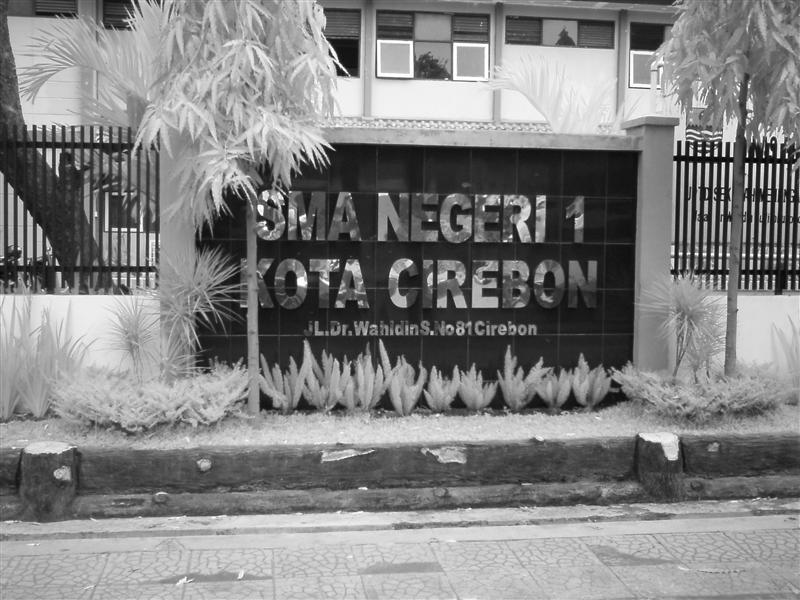 SMA NEGERI 1
KOTA CIREBON
JL.Dr.WahidinS.No81Cirebon